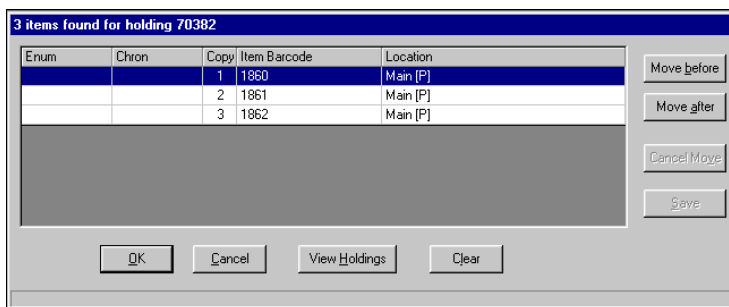 3 items found for holding 70382
Enum Chron Copy Item Barcode Location
1 1860 Main [P]
2 1861 Main [P]
3 1862 Main [P]
Move before
Move after
Cancel Move
Save
OK Cancel View Holdings Clear